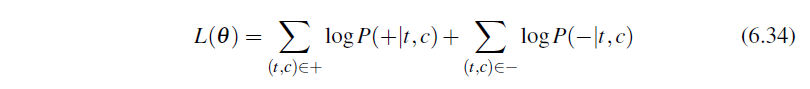 L(θ) = ∑ log P(+|t,c) + ∑ log P(−|t,c) (6.34)
(t,c)∈+ (t,c)∈−